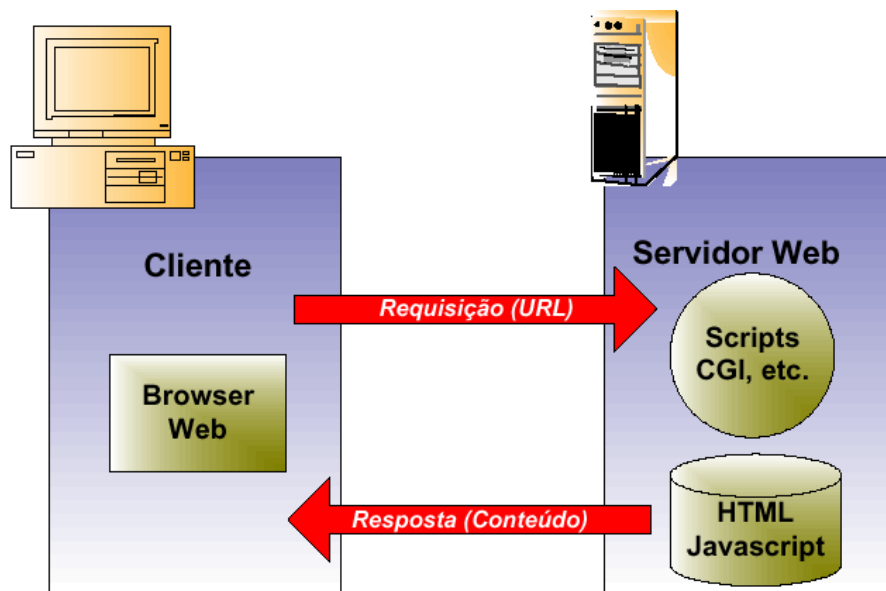 Cliente
Servidor Web
Requisição (URL)
Scripts
CGI, etc.
Browser
Web
Resposta (Conteúdo)
HTML
Javascript